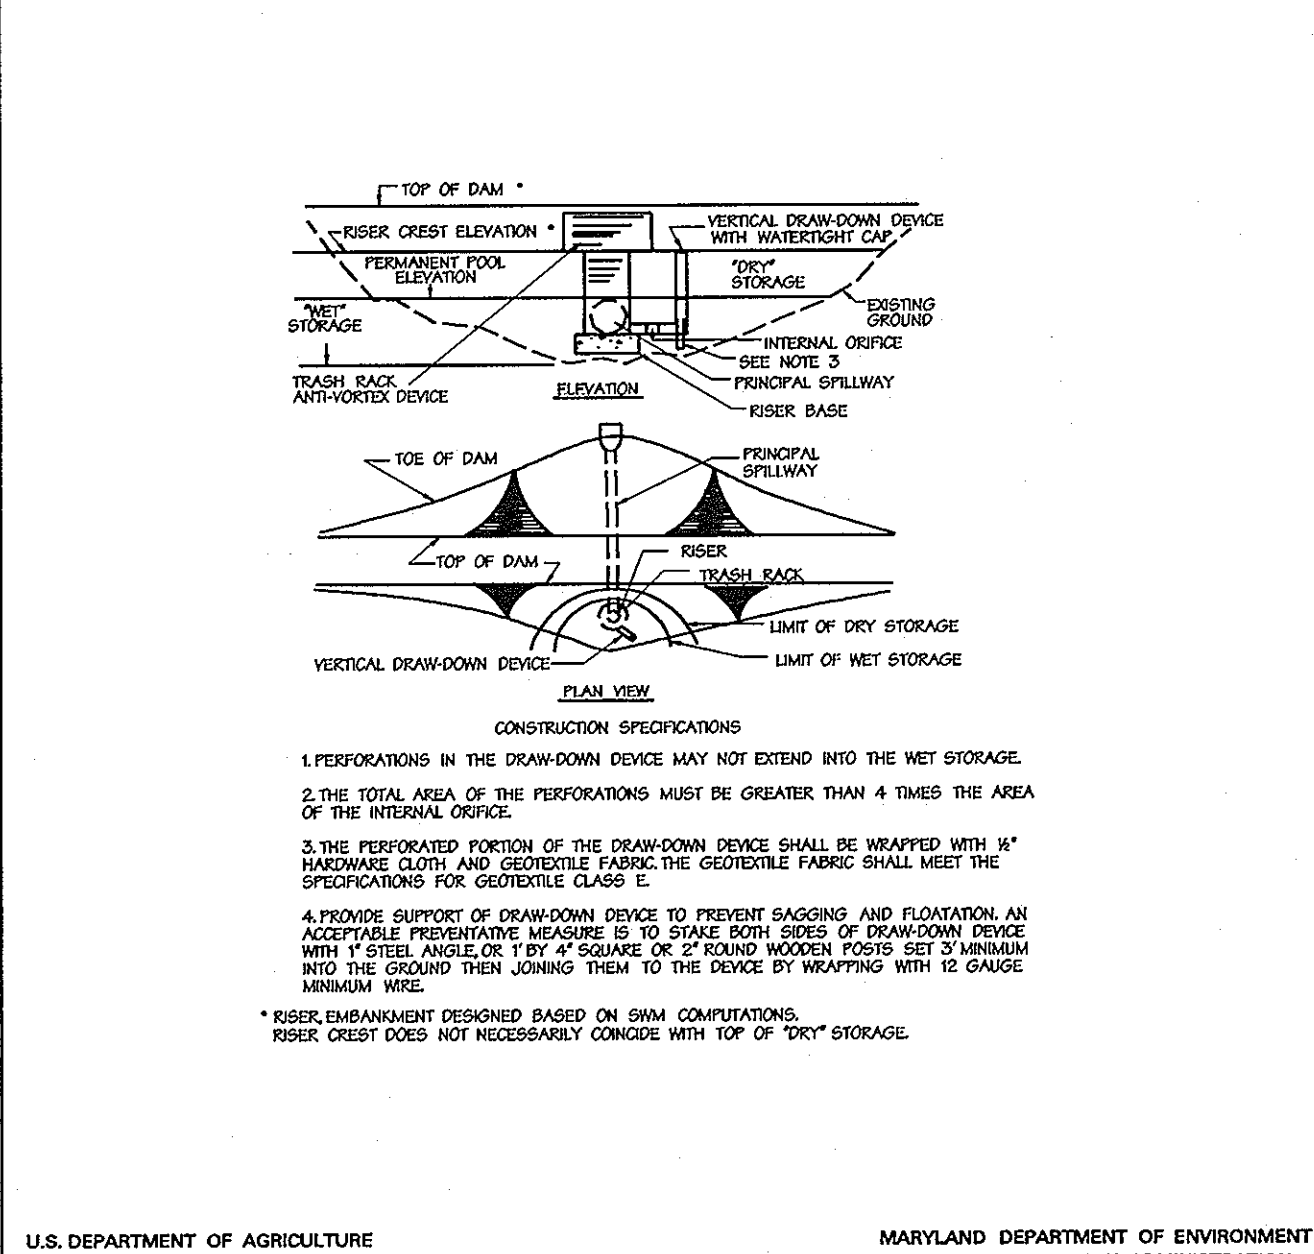 TOP OF DAM *
RISER CREST ELEVATION *
VERTICAL DRAW-DOWN DEVICE
WITH WATERTIGHT CAP
PERMANENT POOL
ELEVATION
"DRY"
STORAGE
"WET"
STORAGE
EXISTING
GROUND
INTERNAL ORIFICE
SEE NOTE 3
TRASH RACK
ANTI-VORTEX DEVICE
PRINCIPAL SPILLWAY
ELEVATION
RISER BASE
TOE OF DAM
PRINCIPAL
SPILLWAY
TOP OF DAM
RISER
TRASH RACK
LIMIT OF DRY STORAGE
VERTICAL DRAW-DOWN DEVICE
LIMIT OF WET STORAGE
PLAN VIEW
CONSTRUCTION SPECIFICATIONS
1. PERFORATIONS IN THE DRAW-DOWN DEVICE MAY NOT EXTEND INTO THE WET STORAGE.
2. THE TOTAL AREA OF THE PERFORATIONS MUST BE GREATER THAN 4 TIMES THE AREA
OF THE INTERNAL ORIFICE.
3. THE PERFORATED PORTION OF THE DRAW-DOWN DEVICE SHALL BE WRAPPED WITH ½"
HARDWARE CLOTH AND GEOTEXTILE FABRIC. THE GEOTEXTILE FABRIC SHALL MEET THE
SPECIFICATIONS FOR GEOTEXTILE CLASS E.
4. PROVIDE SUPPORT OF DRAW-DOWN DEVICE TO PREVENT SAGGING AND FLOATATION. AN
ACCEPTABLE PREVENTATIVE MEASURE IS TO STAKE BOTH SIDES OF DRAW-DOWN DEVICE
WITH 1" STEEL ANGLE, OR 1' BY 4" SQUARE OR 2" ROUND WOODEN POSTS SET 3' MINIMUM
INTO THE GROUND THEN JOINING THEM TO THE DEVICE BY WRAPPING WITH 12 GAUGE
MINIMUM WIRE.
* RISER, EMBANKMENT DESIGNED BASED ON SWM COMPUTATIONS.
RISER CREST DOES NOT NECESSARILY COINCIDE WITH TOP OF "DRY" STORAGE.
U.S. DEPARTMENT OF AGRICULTURE
MARYLAND DEPARTMENT OF ENVIRONMENT